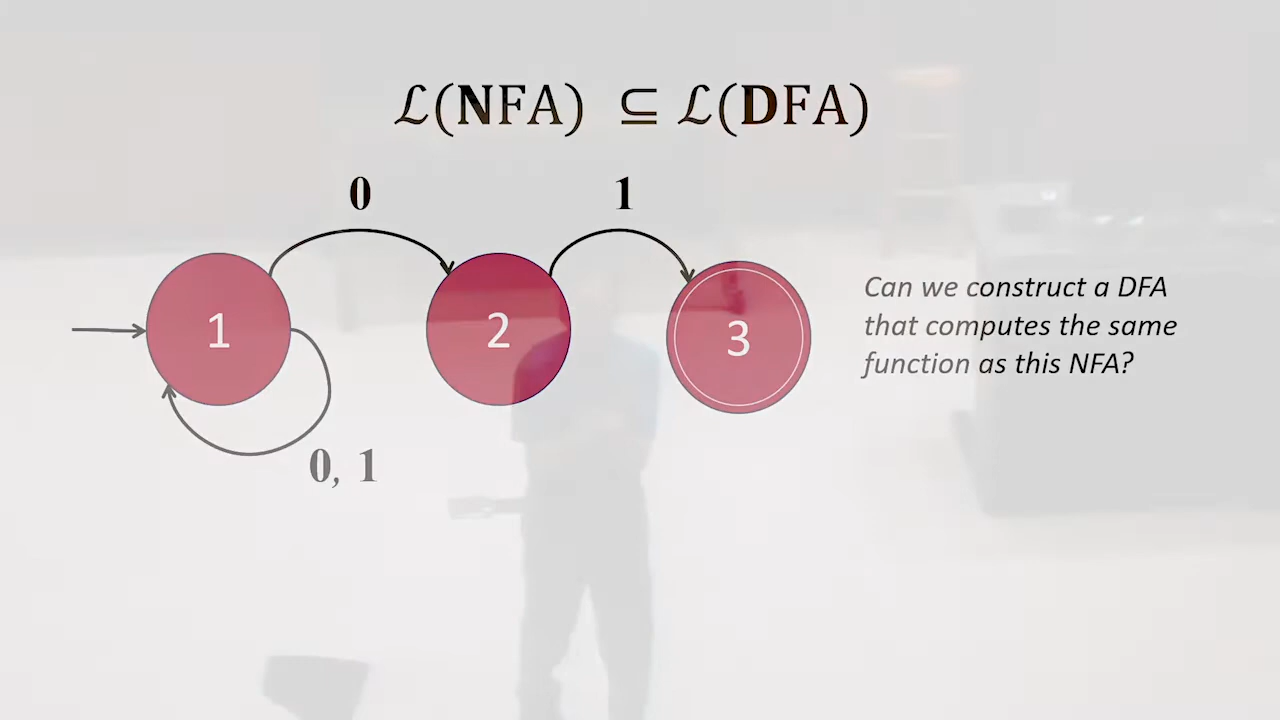 ℒ(NFA) ⊆ ℒ(DFA)
0 1
1 2 3
0, 1
Can we construct a DFA
that computes the same
function as this NFA?